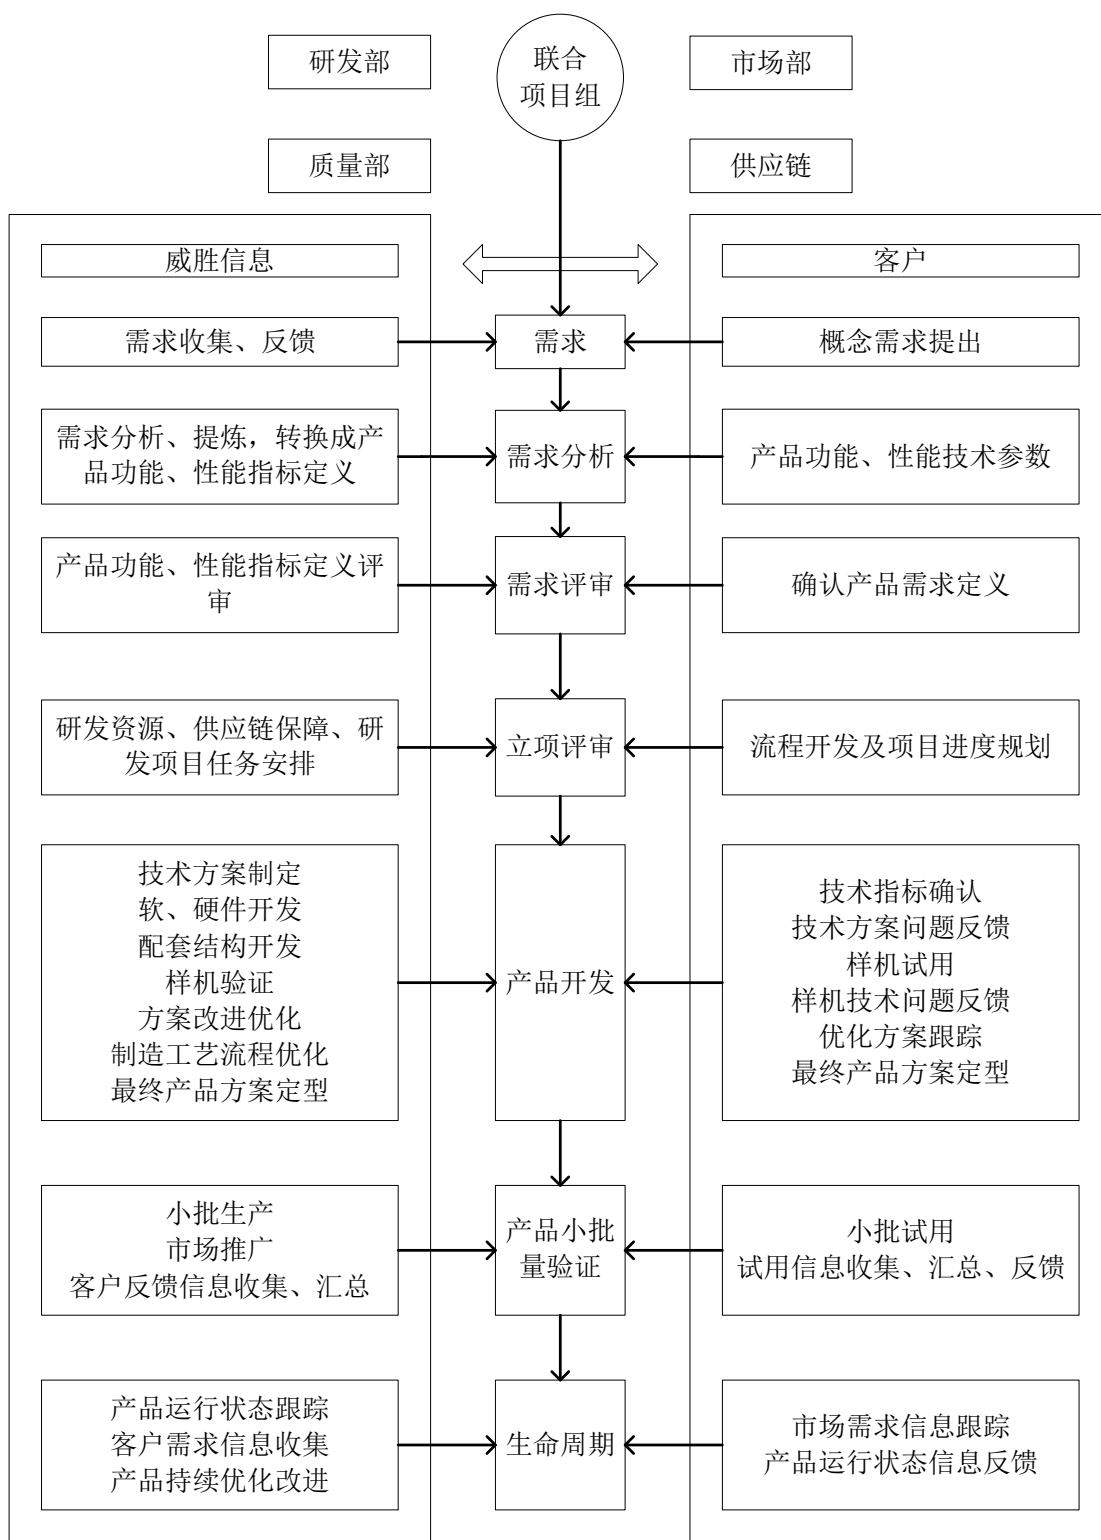 研发部
联合
项目组
市场部
质量部
供应链
威胜信息
客户
需求收集、反馈
需求
概念需求提出
需求分析、提炼，转换成产
品功能、性能指标定义
需求分析
产品功能、性能技术参数
产品功能、性能指标定义评
审
需求评审
确认产品需求定义
研发资源、供应链保障、研
发项目任务安排
立项评审
流程开发及项目进度规划
技术方案制定
软、硬件开发
配套结构开发
样机验证
方案改进优化
制造工艺流程优化
最终产品方案定型
产品开发
技术指标确认
技术方案问题反馈
样机试用
样机技术问题反馈
优化方案跟踪
最终产品方案定型
小批生产
市场推广
客户反馈信息收集、汇总
产品小批
量验证
小批试用
试用信息收集、汇总、反馈
产品运行状态跟踪
客户需求信息收集
产品持续优化改进
生命周期
市场需求信息跟踪
产品运行状态信息反馈